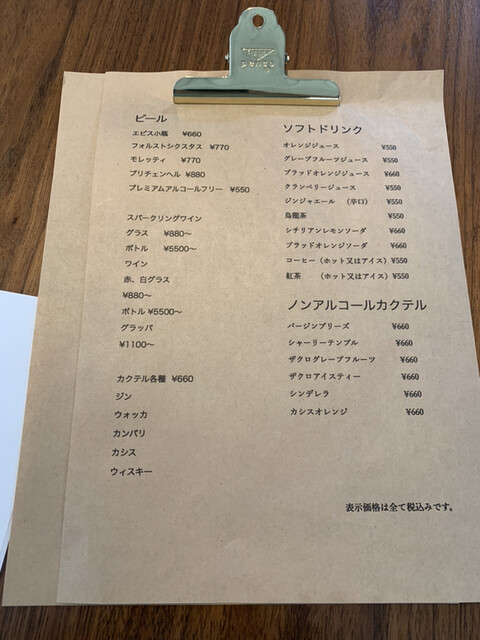 penco
ビール
エビス小瓶 ¥660
フォルストシクスタス ¥770
モレッティ ¥770
プリチェンヘル ¥880
プレミアムアルコールフリー ¥550
スパークリングワイン
グラス ¥880～
ボトル ¥5500～
ワイン
赤、白グラス
¥880～
ボトル ¥5500～
グラッパ
¥1100～
カクテル各種 ¥660
ジン
ウォッカ
カンパリ
カシス
ウィスキー
ソフトドリンク
オレンジジュース ¥550
グレープフルーツジュース ¥550
ブラッドオレンジジュース ¥660
クランベリージュース ¥550
ジンジャエール （辛口） ¥550
烏龍茶 ¥550
シチリアンレモンソーダ ¥660
ブラッドオレンジソーダ ¥660
コーヒー（ホット又はアイス）¥550
紅茶 （ホット又はアイス）¥550
ノンアルコールカクテル
バージンブリーズ ¥660
シャーリーテンプル ¥660
ザクログレープフルーツ ¥660
ザクロアイスティー ¥660
シンデレラ ¥660
カシスオレンジ ¥660
表示価格は全て税込みです。